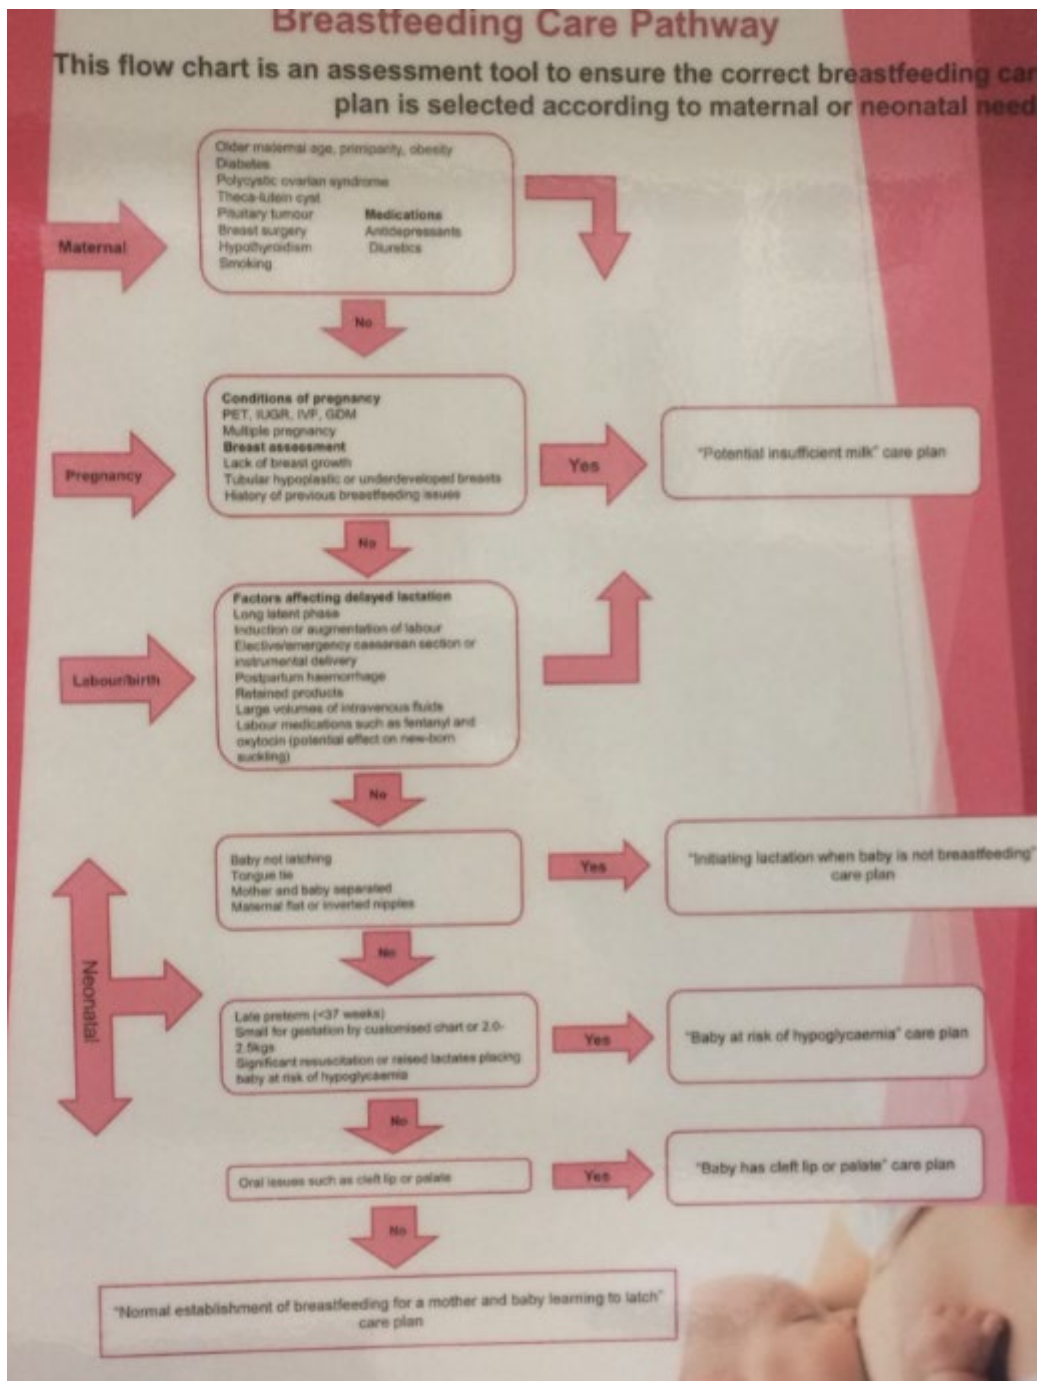 Breastfeeding Care Pathway
This flow chart is an assessment tool to ensure the correct breastfeeding car
plan is selected according to maternal or neonatal need
Maternal
Older maternal age, primiparity, obesity
Diabetes
Polycystic ovarian syndrome
Theca-lutein cyst
Pituitary tumour
Breast surgery
Hypothyroidism
Smoking
Medications
Antidepressants
Diuretics
No
Pregnancy
Conditions of pregnancy
PET, IUGR, IVF, GDM
Multiple pregnancy
Breast assessment
Lack of breast growth
Tubular hypoplastic or underdeveloped breasts
History of previous breastfeeding issues
Yes
"Potential insufficient milk" care plan
No
Labour/birth
Factors affecting delayed lactation
Long latent phase
Induction or augmentation of labour
Elective/emergency caesarean section or
instrumental delivery
Postpartum haemorrhage
Retained products
Large volumes of intravenous fluids
Labour medications such as fentanyl and
oxytocin (potential effect on new-born
suckling)
No
Neonatal
Baby not latching
Tongue tie
Mother and baby separated
Maternal flat or inverted nipples
Yes
"Initiating lactation when baby is not breastfeeding"
care plan
No
Late preterm (<37 weeks)
Small for gestation by customised chart or 2.0-
2.5kgs
Significant resuscitation or raised lactates placing
baby at risk of hypoglycaemia
Yes
"Baby at risk of hypoglycaemia" care plan
No
Oral issues such as cleft lip or palate
Yes
"Baby has cleft lip or palate" care plan
No
"Normal establishment of breastfeeding for a mother and baby learning to latch"
care plan